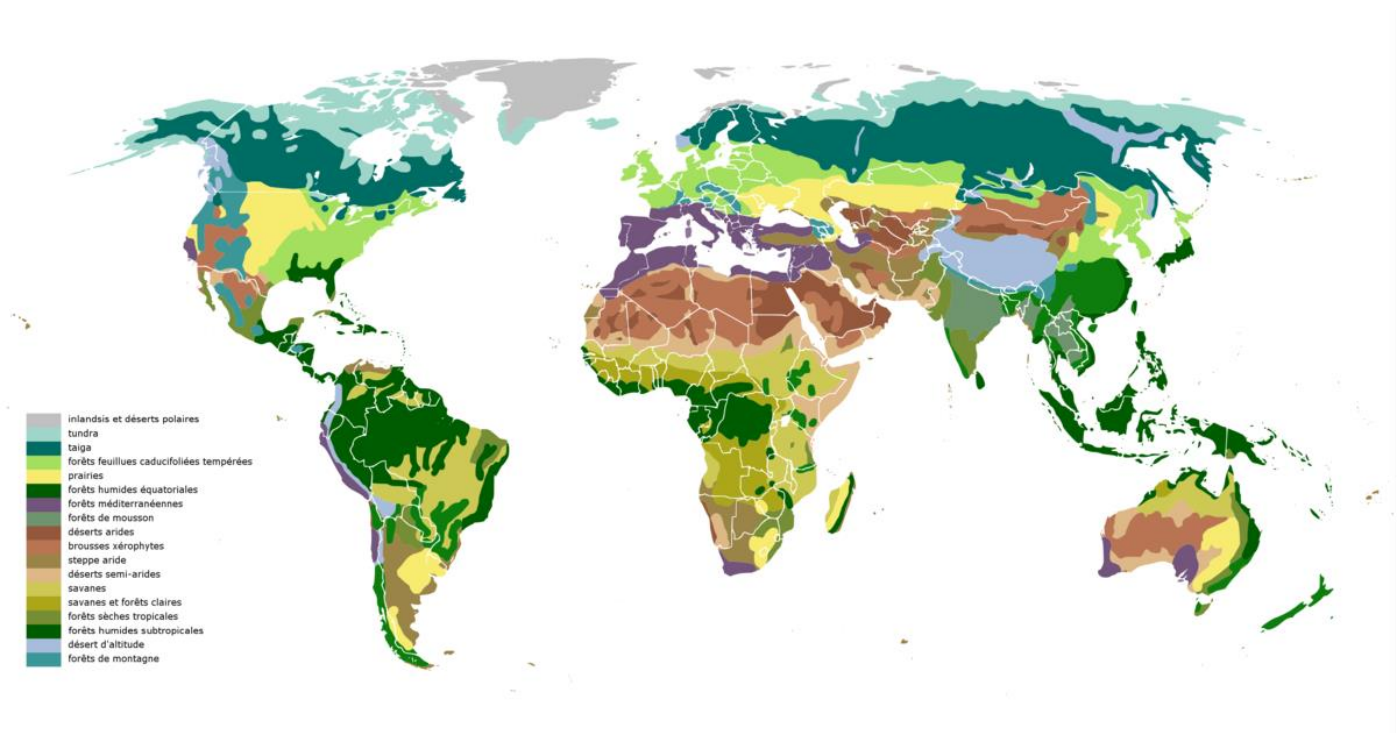 inlandsis et déserts polaires
tundra
taiga
forêts feuillues caducifoliées tempérées
prairies
forêts humides équatoriales
forêts méditerranéennes
forêts de mousson
déserts arides
brousses xérophytes
steppe aride
déserts semi-arides
savanes
savanes et forêts claires
forêts sèches tropicales
forêts humides subtropicales
désert d'altitude
forêts de montagne